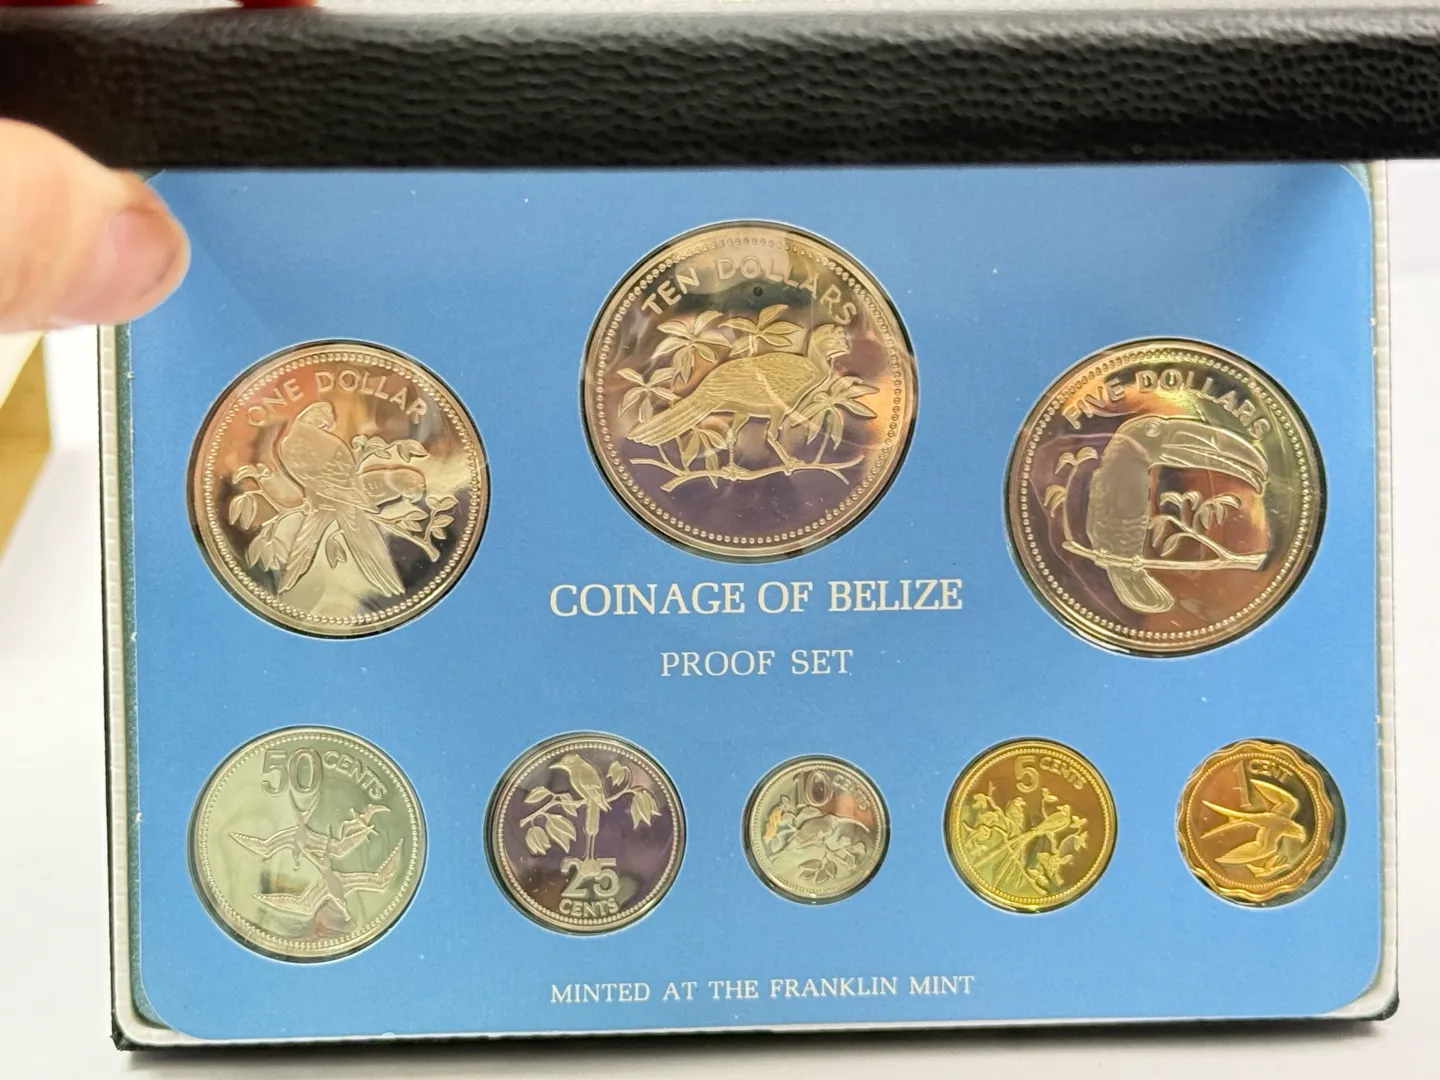 TEN DOLLARS
ONE DOLLAR
FIVE DOLLARS
COINAGE OF BELIZE
PROOF SET
50 CENTS
25
CENTS
10 CENTS
5 CENTS
1 CENT
MINTED AT THE FRANKLIN MINT